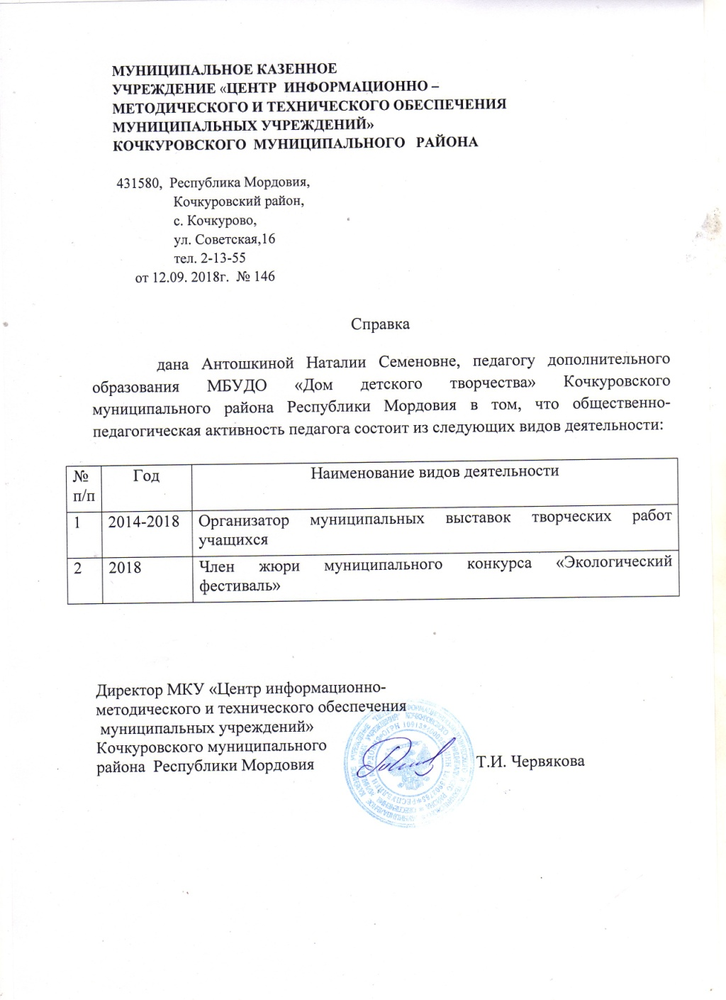 МУНИЦИПАЛЬНОЕ КАЗЕННОЕ
УЧРЕЖДЕНИЕ «ЦЕНТР ИНФОРМАЦИОННО –
МЕТОДИЧЕСКОГО И ТЕХНИЧЕСКОГО ОБЕСПЕЧЕНИЯ
МУНИЦИПАЛЬНЫХ УЧРЕЖДЕНИЙ»
КОЧКУРОВСКОГО МУНИЦИПАЛЬНОГО РАЙОНА
431580, Республика Мордовия,
Кочкуровский район,
с. Кочкурово,
ул. Советская,16
тел. 2-13-55
от 12.09. 2018г. № 146
Справка
дана Антошкиной Наталии Семеновне, педагогу дополнительного
образования МБУДО «Дом детского творчества» Кочкуровского
муниципального района Республики Мордовия в том, что общественно-
педагогическая активность педагога состоит из следующих видов деятельности:
№ Год Наименование видов деятельности
п/п
1 2014-2018 Организатор муниципальных выставок творческих работ
учащихся
2 2018 Член жюри муниципального конкурса «Экологический
фестиваль»
Директор МКУ «Центр информационно-
методического и технического обеспечения
муниципальных учреждений»
Кочкуровского муниципального
района Республики Мордовия Т.И. Червякова